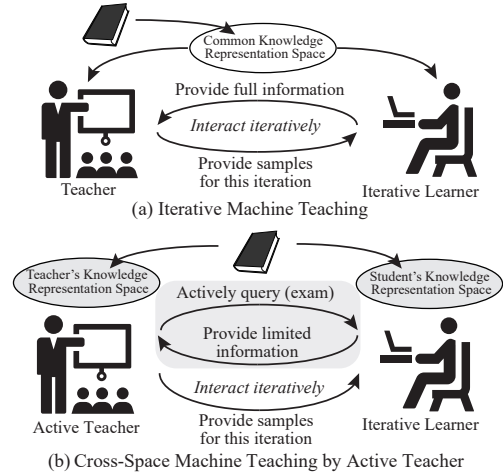 Common Knowledge
Representation Space
Provide full information
Interact iteratively
Provide samples
for this iteration
Teacher
Iterative Learner
(a) Iterative Machine Teaching
Teacher's Knowledge
Representation Space
Student's Knowledge
Representation Space
Actively query (exam)
Provide limited
information
Interact iteratively
Provide samples
for this iteration
Active Teacher
Iterative Learner
(b) Cross-Space Machine Teaching by Active Teacher